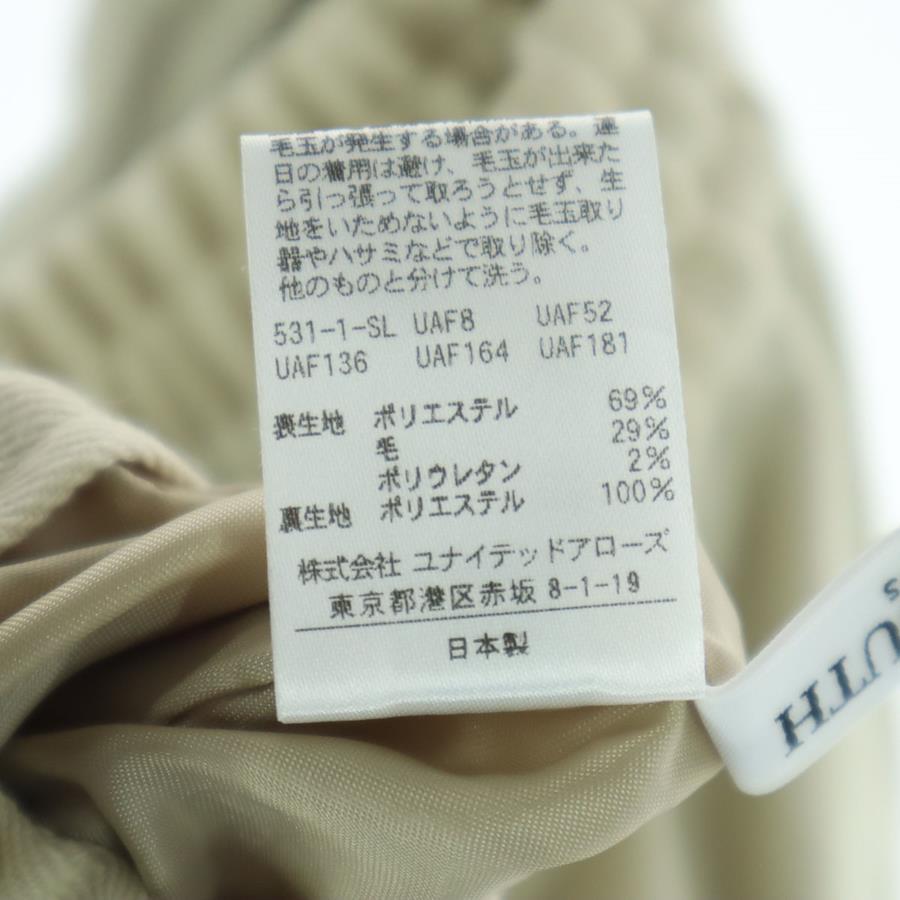 毛玉が発生する場合がある。連
日の着用は避け、毛玉が出来た
ら引っ張って取ろうとせず、生
地をいためないように毛玉取り
器やハサミなどで取り除く。
他のものと分けて洗う。
531-1-SL UAF8 UAF52
UAF136 UAF164 UAF181
表生地 ポリエステル 69%
毛 29%
ポリウレタン 2%
裏生地 ポリエステル 100%
株式会社 ユナイテッドアローズ
東京都港区赤坂 8-1-19
日本製
S
UTH